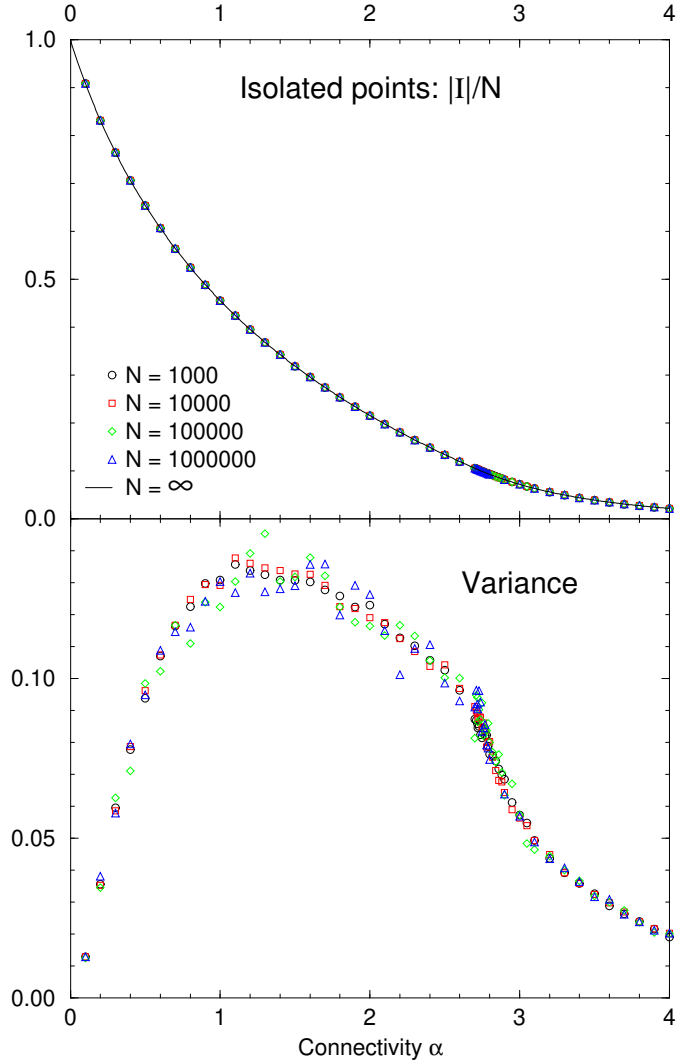 0 1 2 3 4
1.0
Isolated points: |I|/N
0.5
N = 1000
N = 10000
N = 100000
N = 1000000
N = ∞
0.0
Variance
0.10
0.05
0.00
0 1 2 3 4
Connectivity α